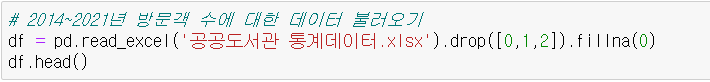 # 2014~2021년 방문객 수에 대한 데이터 불러오기
df = pd.read_excel('공공도서관 통계데이터.xlsx').drop([0,1,2]).fillna(0)
df.head()